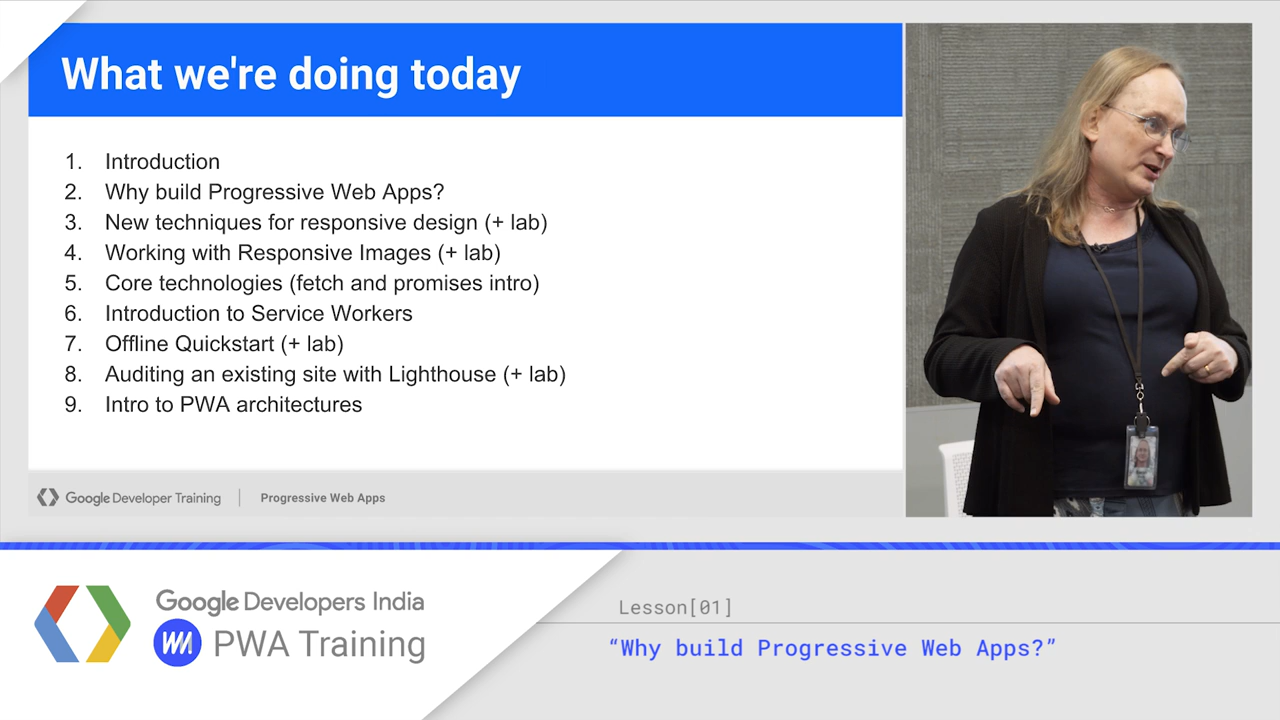 What we're doing today
1. Introduction
2. Why build Progressive Web Apps?
3. New techniques for responsive design (+ lab)
4. Working with Responsive Images (+ lab)
5. Core technologies (fetch and promises intro)
6. Introduction to Service Workers
7. Offline Quickstart (+ lab)
8. Auditing an existing site with Lighthouse (+ lab)
9. Intro to PWA architectures
Google Developer Training | Progressive Web Apps
Google Developers India
PWA Training
Lesson[01]
“Why build Progressive Web Apps?”